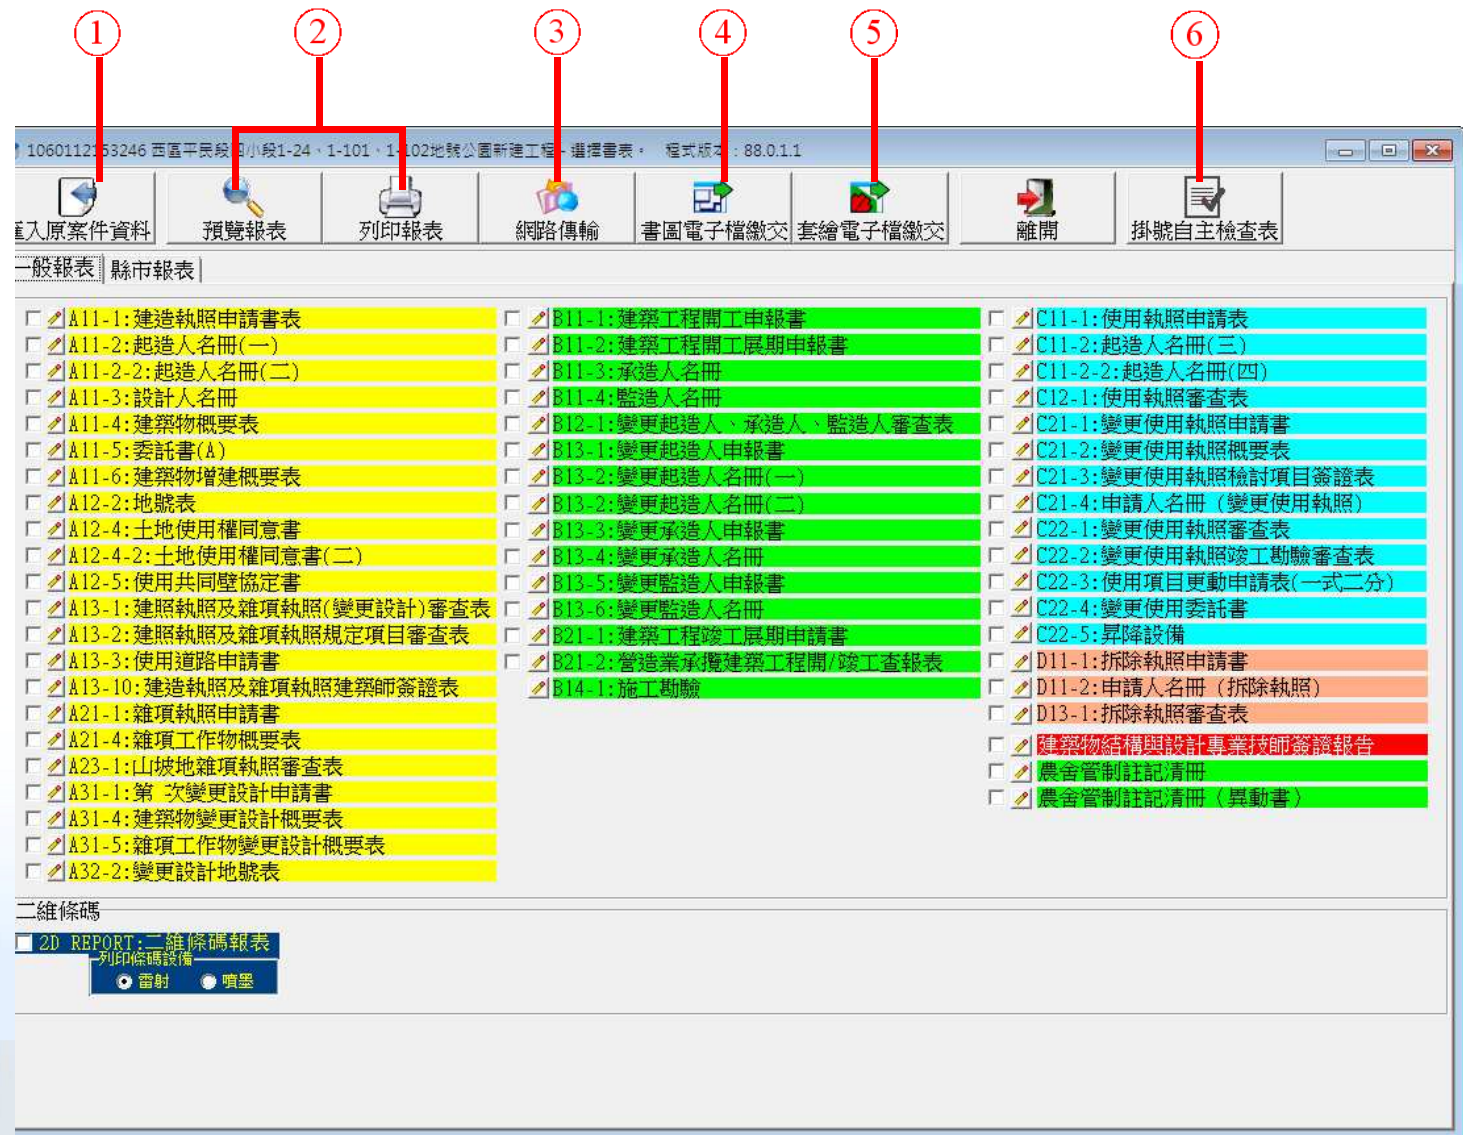 ① ② ③ ④ ⑤ ⑥
1060112153246 西區平民段四小段1-24、1-101、1-102地號公園新建工程 - 選擇書表。 程式版本：88.0.1.1
匯入原案件資料 預覽報表 列印報表 網路傳輸 書圖電子檔繳交 套繪電子檔繳交 離開 掛號自主檢查表
一般報表 縣市報表
A11-1:建造執照申請書表
A11-2:起造人名冊(一)
A11-2-2:起造人名冊(二)
A11-3:設計人名冊
A11-4:建築物概要表
A11-5:委託書(A)
A11-6:建築物增建概要表
A12-2:地號表
A12-4:土地使用權同意書
A12-4-2:土地使用權同意書(二)
A12-5:使用共同壁協定書
A13-1:建照執照及雜項執照(變更設計)審查表
A13-2:建照執照及雜項執照規定項目審查表
A13-3:使用道路申請書
A13-10:建造執照及雜項執照建築師簽證表
A21-1:雜項執照申請書
A21-4:雜項工作物概要表
A23-1:山坡地雜項執照審查表
A31-1:第 次變更設計申請書
A31-4:建築物變更設計概要表
A31-5:雜項工作物變更設計概要表
A32-2:變更設計地號表
B11-1:建築工程開工申報書
B11-2:建築工程開工展期申報書
B11-3:承造人名冊
B11-4:監造人名冊
B12-1:變更起造人、承造人、監造人審查表
B13-1:變更起造人申報書
B13-2:變更起造人名冊(一)
B13-2:變更起造人名冊(二)
B13-3:變更承造人申報書
B13-4:變更承造人名冊
B13-5:變更監造人申報書
B13-6:變更監造人名冊
B21-1:建築工程竣工展期申請書
B21-2:營造業承攬建築工程開/竣工查報表
B14-1:施工勘驗
C11-1:使用執照申請表
C11-2:起造人名冊(三)
C11-2-2:起造人名冊(四)
C12-1:使用執照審查表
C21-1:變更使用執照申請書
C21-2:變更使用執照概要表
C21-3:變更使用執照檢討項目簽證表
C21-4:申請人名冊（變更使用執照）
C22-1:變更使用執照審查表
C22-2:變更使用執照竣工勘驗審查表
C22-3:使用項目更動申請表(一式二分)
C22-4:變更使用委託書
C22-5:昇降設備
D11-1:拆除執照申請書
D11-2:申請人名冊（拆除執照）
D13-1:拆除執照審查表
建築物結構與設計專業技師簽證報告
農舍管制註記清冊
農舍管制註記清冊（異動書）
二維條碼
2D REPORT:二維條碼報表
列印條碼設備
雷射 噴墨